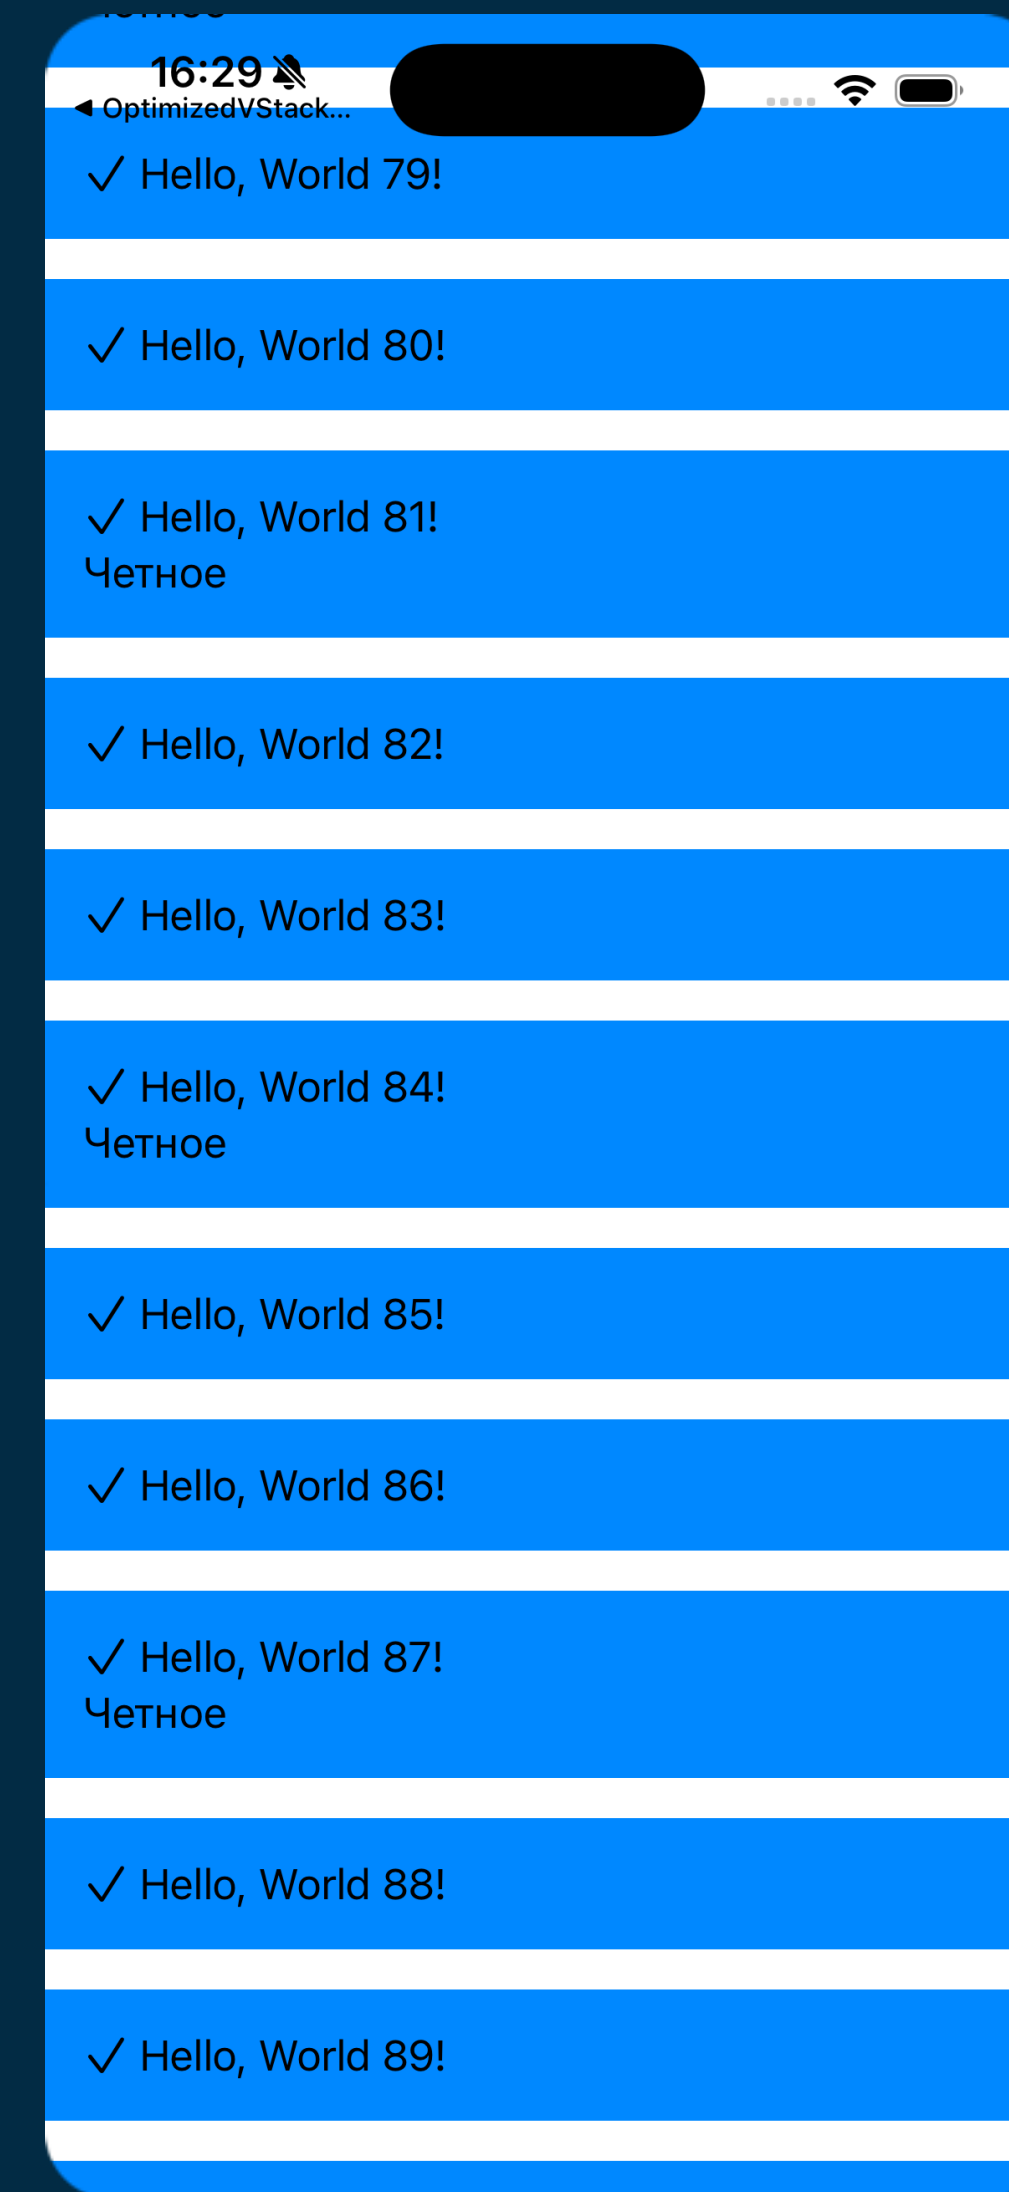 16:29
OptimizedVStack...
Hello, World 79!
Hello, World 80!
Hello, World 81!
Четное
Hello, World 82!
Hello, World 83!
Hello, World 84!
Четное
Hello, World 85!
Hello, World 86!
Hello, World 87!
Четное
Hello, World 88!
Hello, World 89!